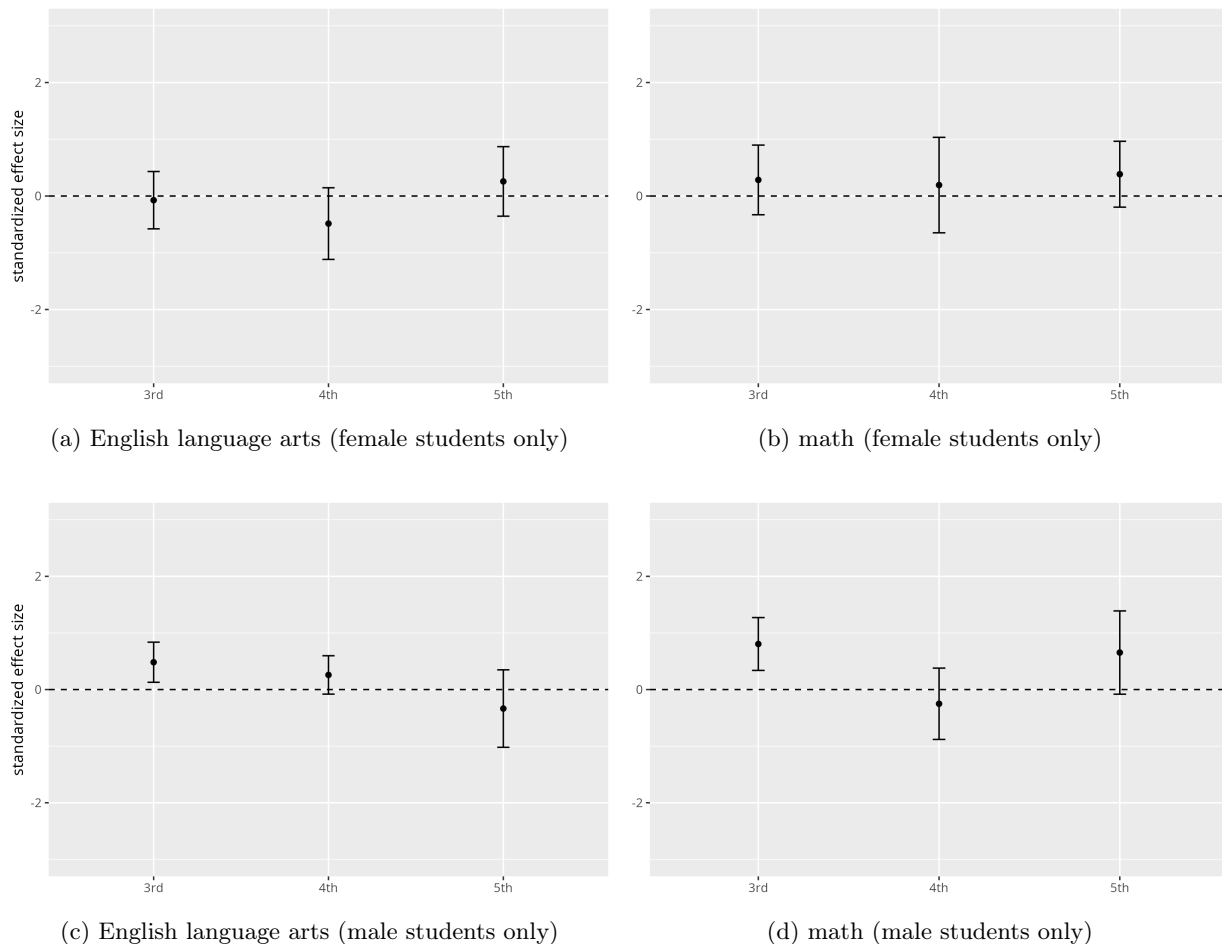 2
0
-2
standardized effect size
3rd 4th 5th
(a) English language arts (female students only)
2
0
-2
3rd 4th 5th
(b) math (female students only)
2
0
-2
standardized effect size
3rd 4th 5th
(c) English language arts (male students only)
2
0
-2
3rd 4th 5th
(d) math (male students only)